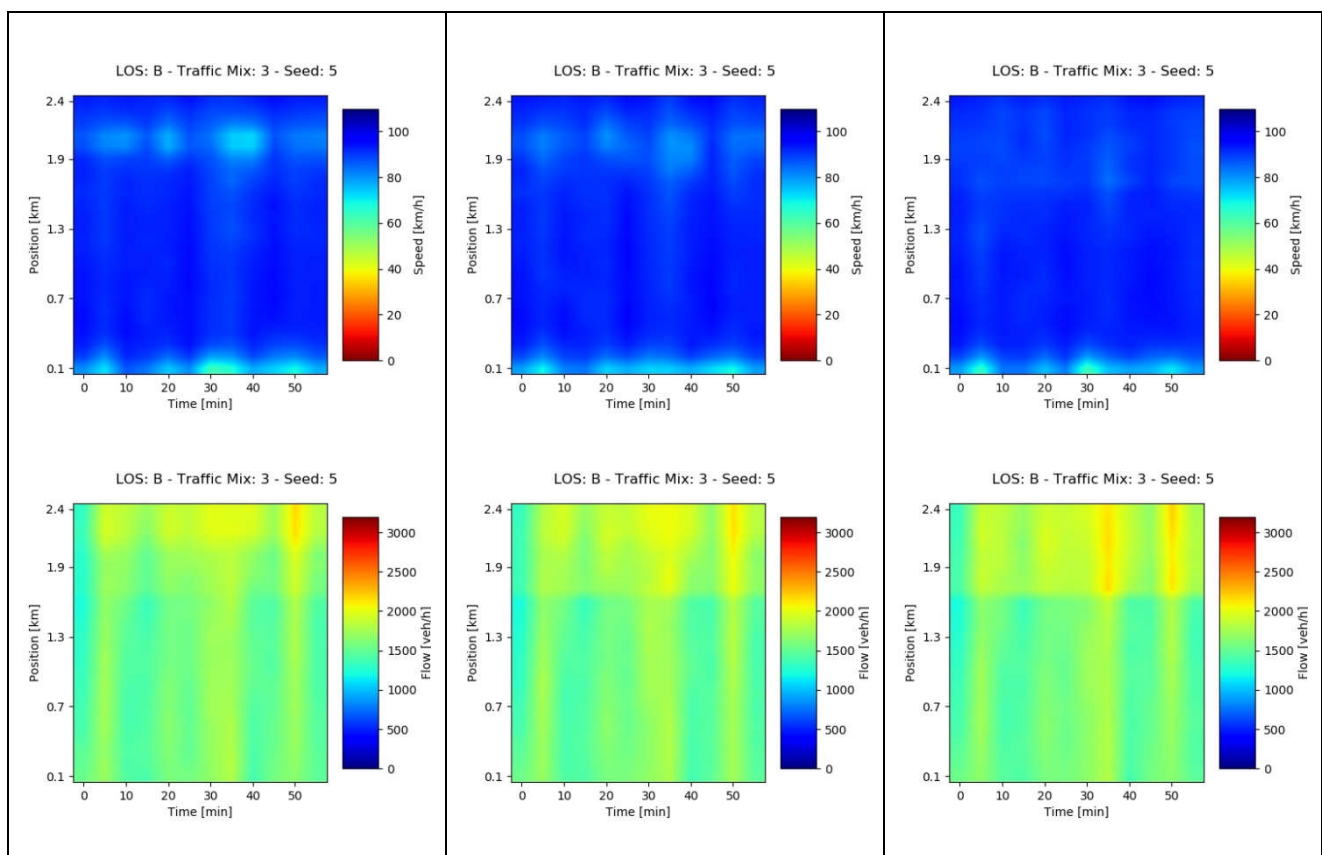 LOS: B - Traffic Mix: 3 - Seed: 5
2.4
1.9
1.3
0.7
0.1
Position [km]
0 10 20 30 40 50
Time [min]
100
80
60
40
20
0
Speed [km/h]
LOS: B - Traffic Mix: 3 - Seed: 5
2.4
1.9
1.3
0.7
0.1
Position [km]
0 10 20 30 40 50
Time [min]
100
80
60
40
20
0
Speed [km/h]
LOS: B - Traffic Mix: 3 - Seed: 5
2.4
1.9
1.3
0.7
0.1
Position [km]
0 10 20 30 40 50
Time [min]
100
80
60
40
20
0
Speed [km/h]
LOS: B - Traffic Mix: 3 - Seed: 5
2.4
1.9
1.3
0.7
0.1
Position [km]
0 10 20 30 40 50
Time [min]
3000
2500
2000
1500
1000
500
0
Flow [veh/h]
LOS: B - Traffic Mix: 3 - Seed: 5
2.4
1.9
1.3
0.7
0.1
Position [km]
0 10 20 30 40 50
Time [min]
3000
2500
2000
1500
1000
500
0
Flow [veh/h]
LOS: B - Traffic Mix: 3 - Seed: 5
2.4
1.9
1.3
0.7
0.1
Position [km]
0 10 20 30 40 50
Time [min]
3000
2500
2000
1500
1000
500
0
Flow [veh/h]